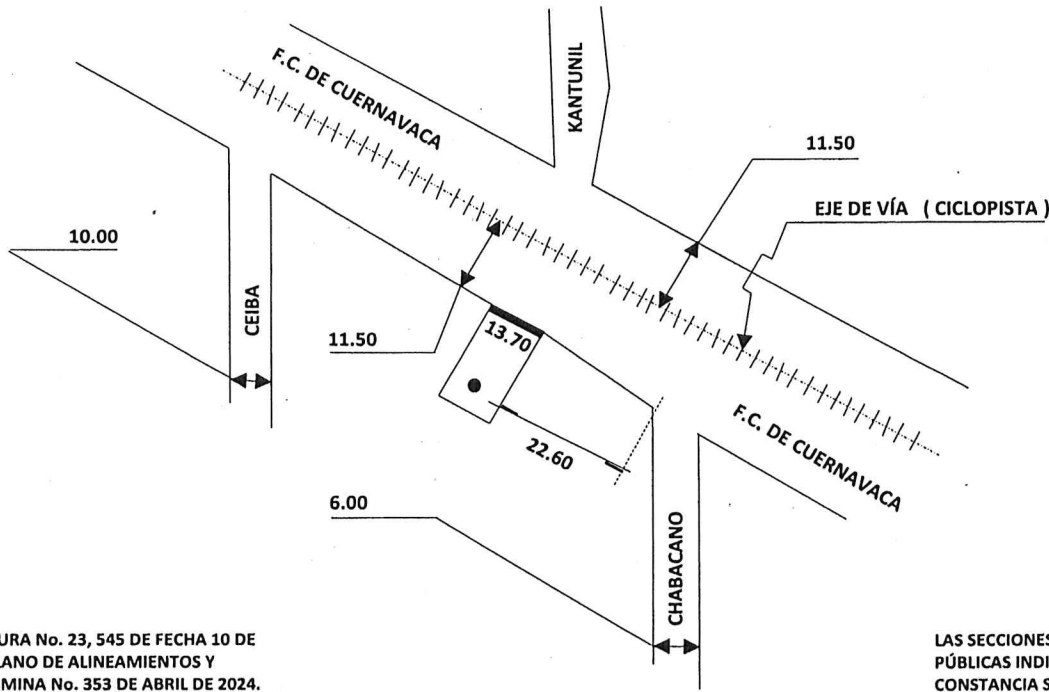 F.C. DE CUERNAVACA
KANTUNIL
11.50
EJE DE VÍA ( CICLOPISTA )
10.00
CEIBA
11.50
13.70
22.60
F.C. DE CUERNAVACA
6.00
CHABACANO
URA No. 23, 545 DE FECHA 10 DE
LANO DE ALINEAMIENTOS Y
MINA No. 353 DE ABRIL DE 2024.
LAS SECCIONES
PÚBLICAS INDI
CONSTANCIA S